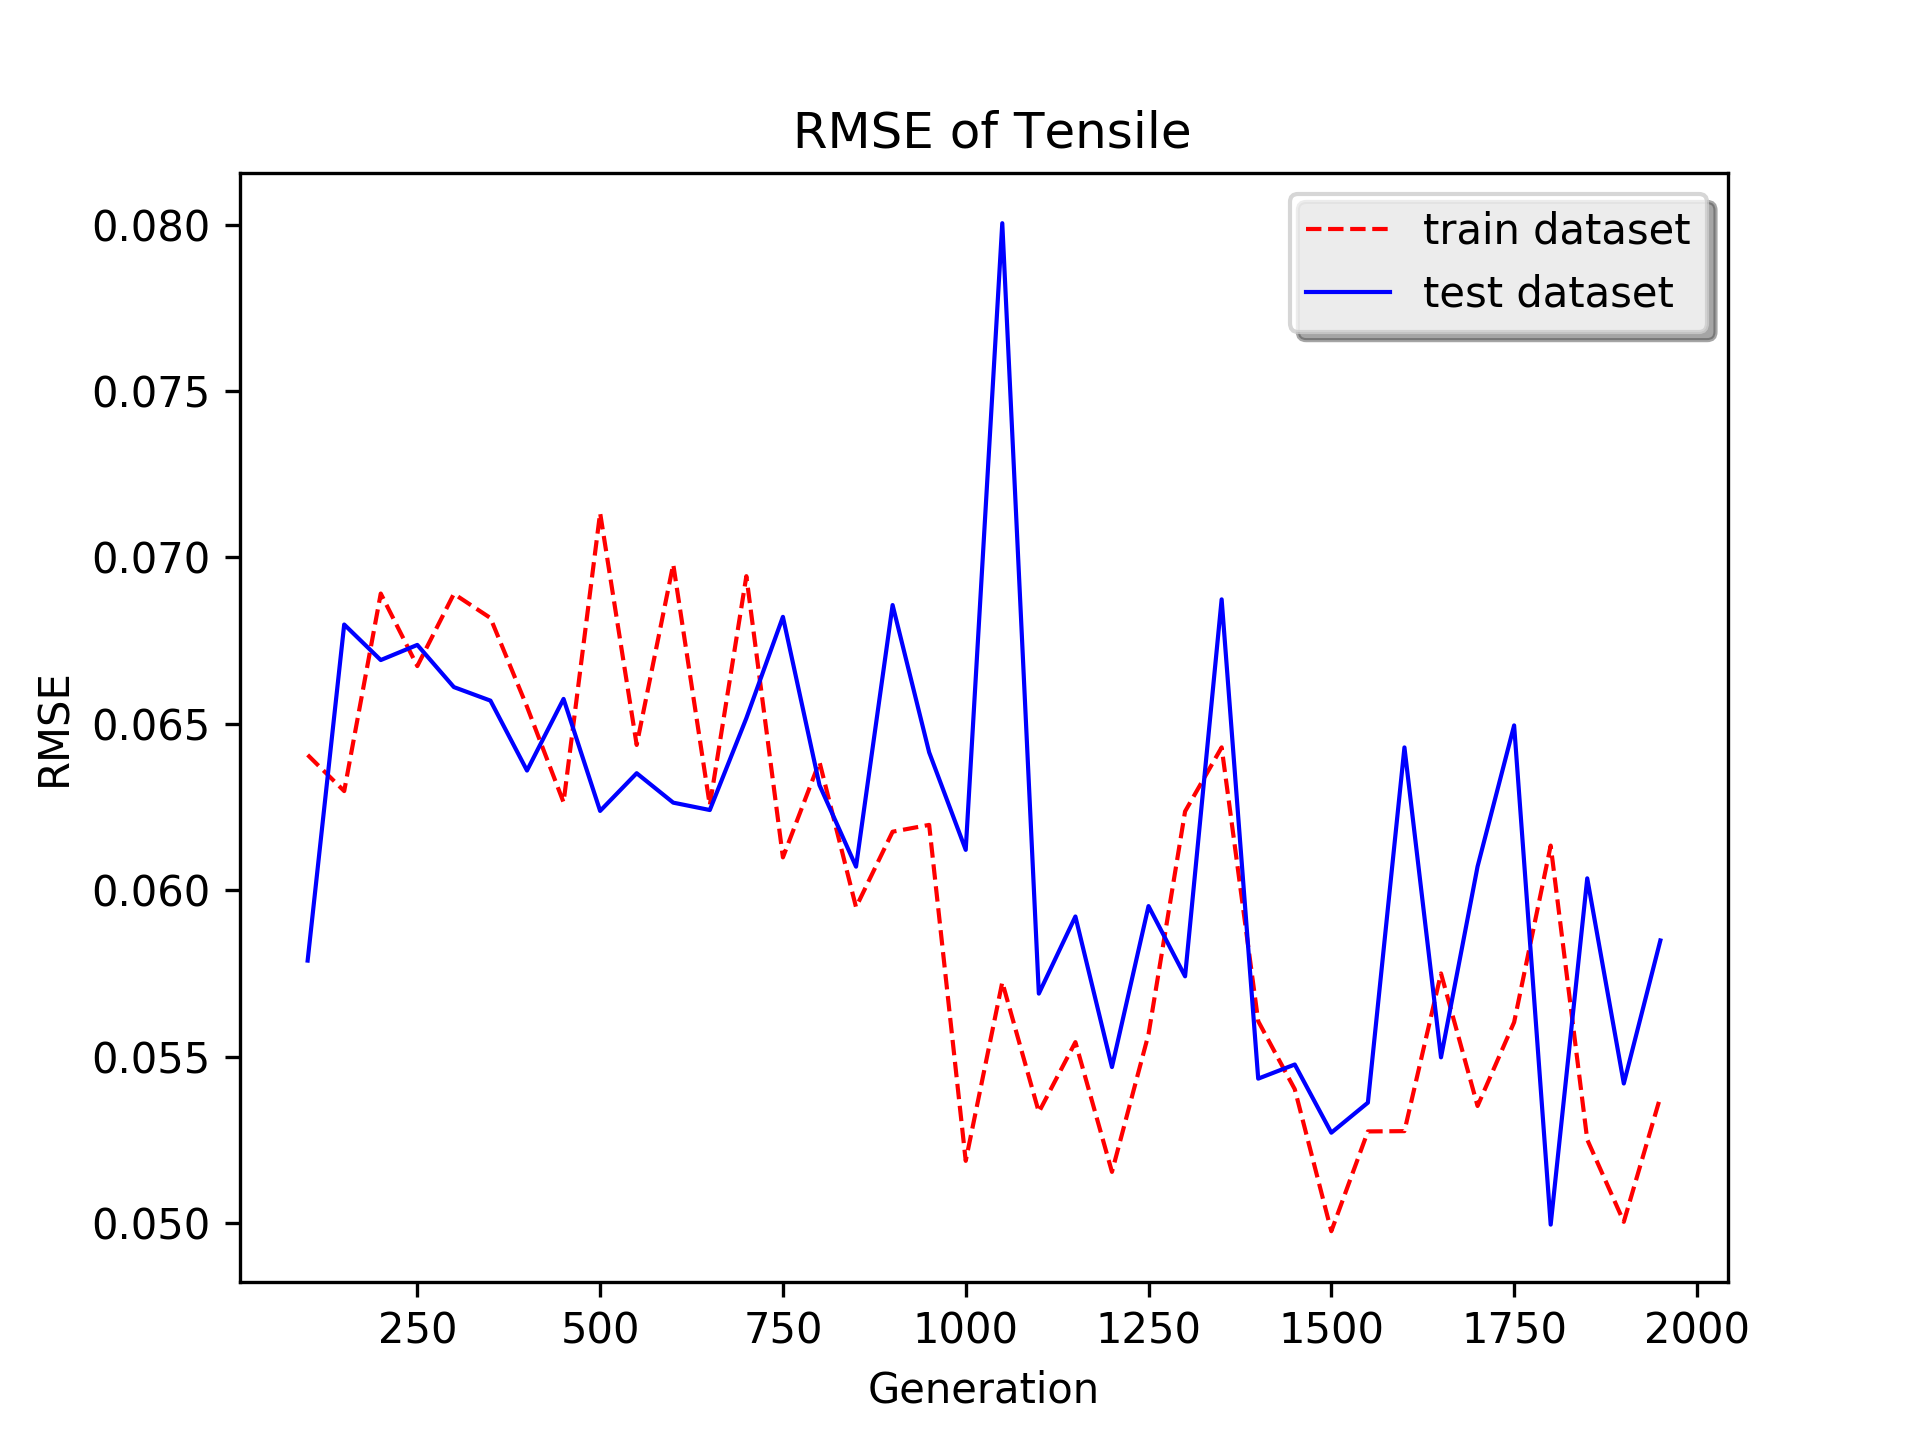 RMSE of Tensile
train dataset
test dataset
0.080
0.075
0.070
0.065
0.060
0.055
0.050
RMSE
250 500 750 1000 1250 1500 1750 2000
Generation